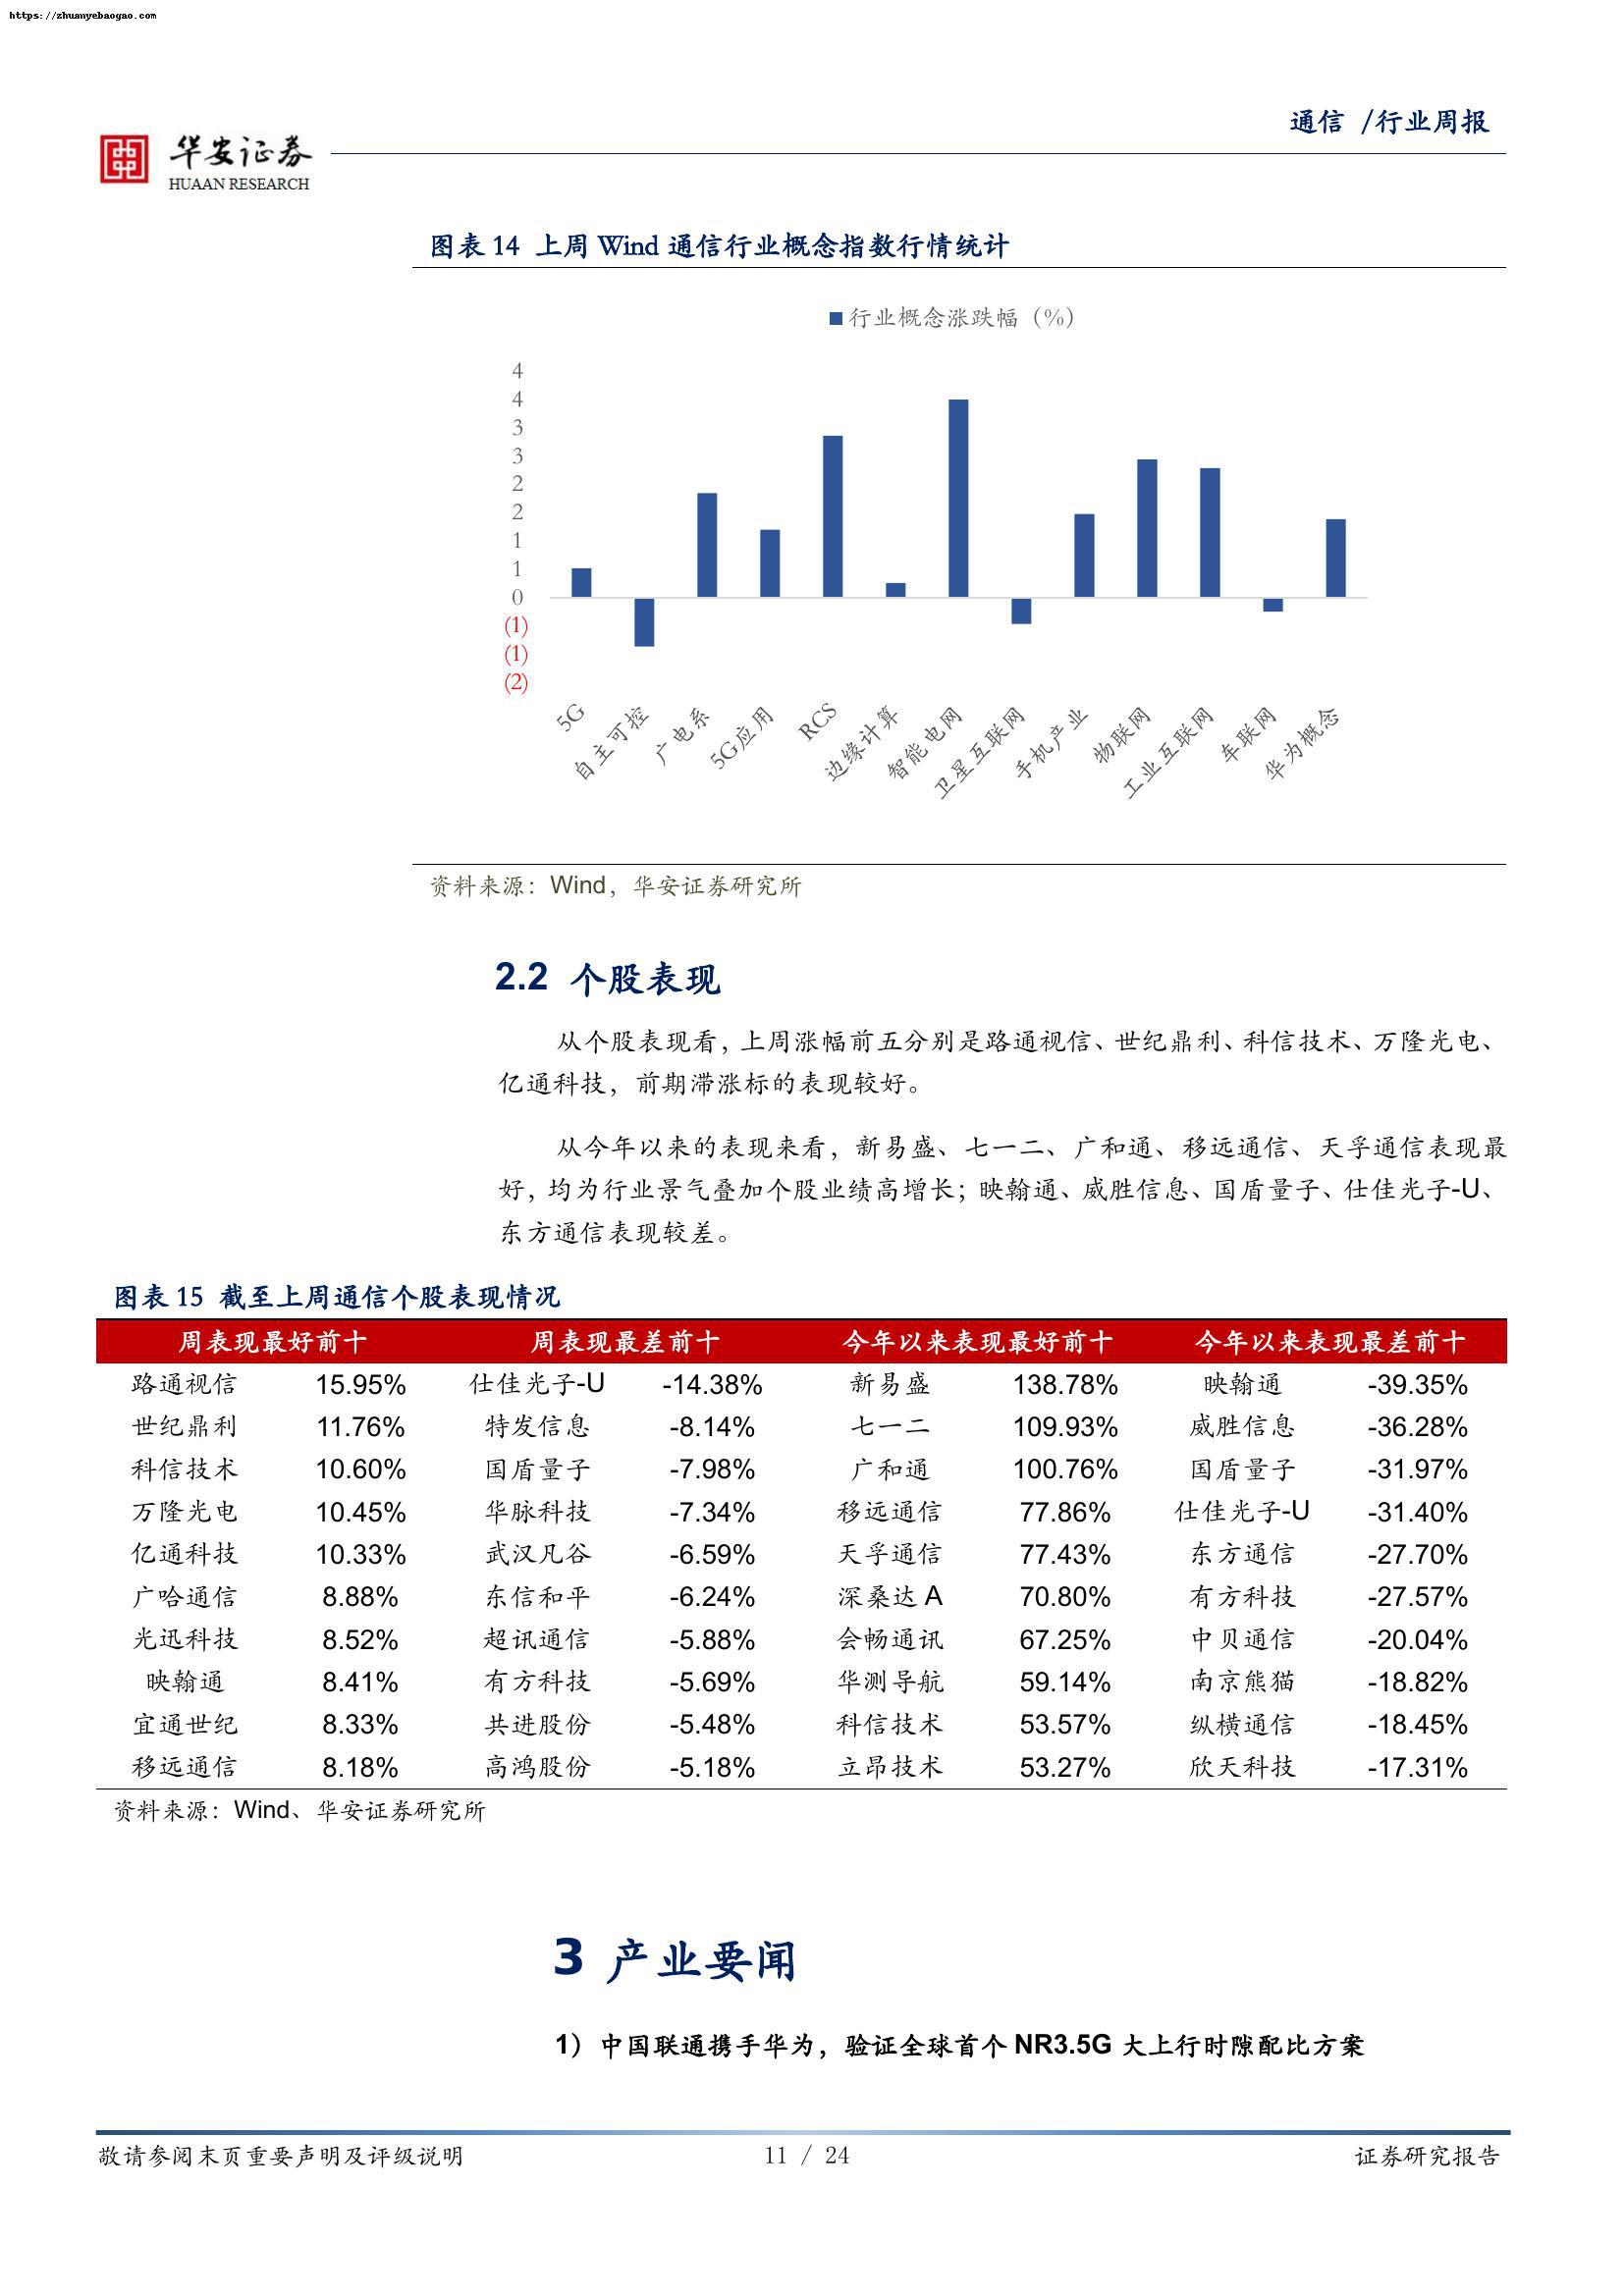 https://zhuanyebaogao.com
通信 /行业周报
华安证券
HUAAN RESEARCH
图表 14 上周 Wind 通信行业概念指数行情统计
行业概念涨跌幅（%）
4
4
3
3
2
2
1
1
0
(1)
(1)
(2)
5G
自主可控
广电系
5G应用
RCS
边缘计算
智能电网
卫星互联网
手机产业
物联网
工业互联网
车联网
华为概念
资料来源：Wind，华安证券研究所
2.2 个股表现
从个股表现看，上周涨幅前五分别是路通视信、世纪鼎利、科信技术、万隆光电、
亿通科技，前期滞涨标的表现较好。
从今年以来的表现来看，新易盛、七一二、广和通、移远通信、天孚通信表现最
好，均为行业景气叠加个股业绩高增长；映翰通、威胜信息、国盾量子、仕佳光子-U、
东方通信表现较差。
图表 15 截至上周通信个股表现情况
周表现最好前十 周表现最差前十 今年以来表现最好前十 今年以来表现最差前十
路通视信 15.95% 仕佳光子-U -14.38% 新易盛 138.78% 映翰通 -39.35%
世纪鼎利 11.76% 特发信息 -8.14% 七一二 109.93% 威胜信息 -36.28%
科信技术 10.60% 国盾量子 -7.98% 广和通 100.76% 国盾量子 -31.97%
万隆光电 10.45% 华脉科技 -7.34% 移远通信 77.86% 仕佳光子-U -31.40%
亿通科技 10.33% 武汉凡谷 -6.59% 天孚通信 77.43% 东方通信 -27.70%
广哈通信 8.88% 东信和平 -6.24% 深桑达 A 70.80% 有方科技 -27.57%
光迅科技 8.52% 超讯通信 -5.88% 会畅通讯 67.25% 中贝通信 -20.04%
映翰通 8.41% 有方科技 -5.69% 华测导航 59.14% 南京熊猫 -18.82%
宜通世纪 8.33% 共进股份 -5.48% 科信技术 53.57% 纵横通信 -18.45%
移远通信 8.18% 高鸿股份 -5.18% 立昂技术 53.27% 欣天科技 -17.31%
资料来源：Wind、华安证券研究所
3 产业要闻
1）中国联通携手华为，验证全球首个 NR3.5G 大上行时隙配比方案
敬请参阅末页重要声明及评级说明 11 / 24 证券研究报告